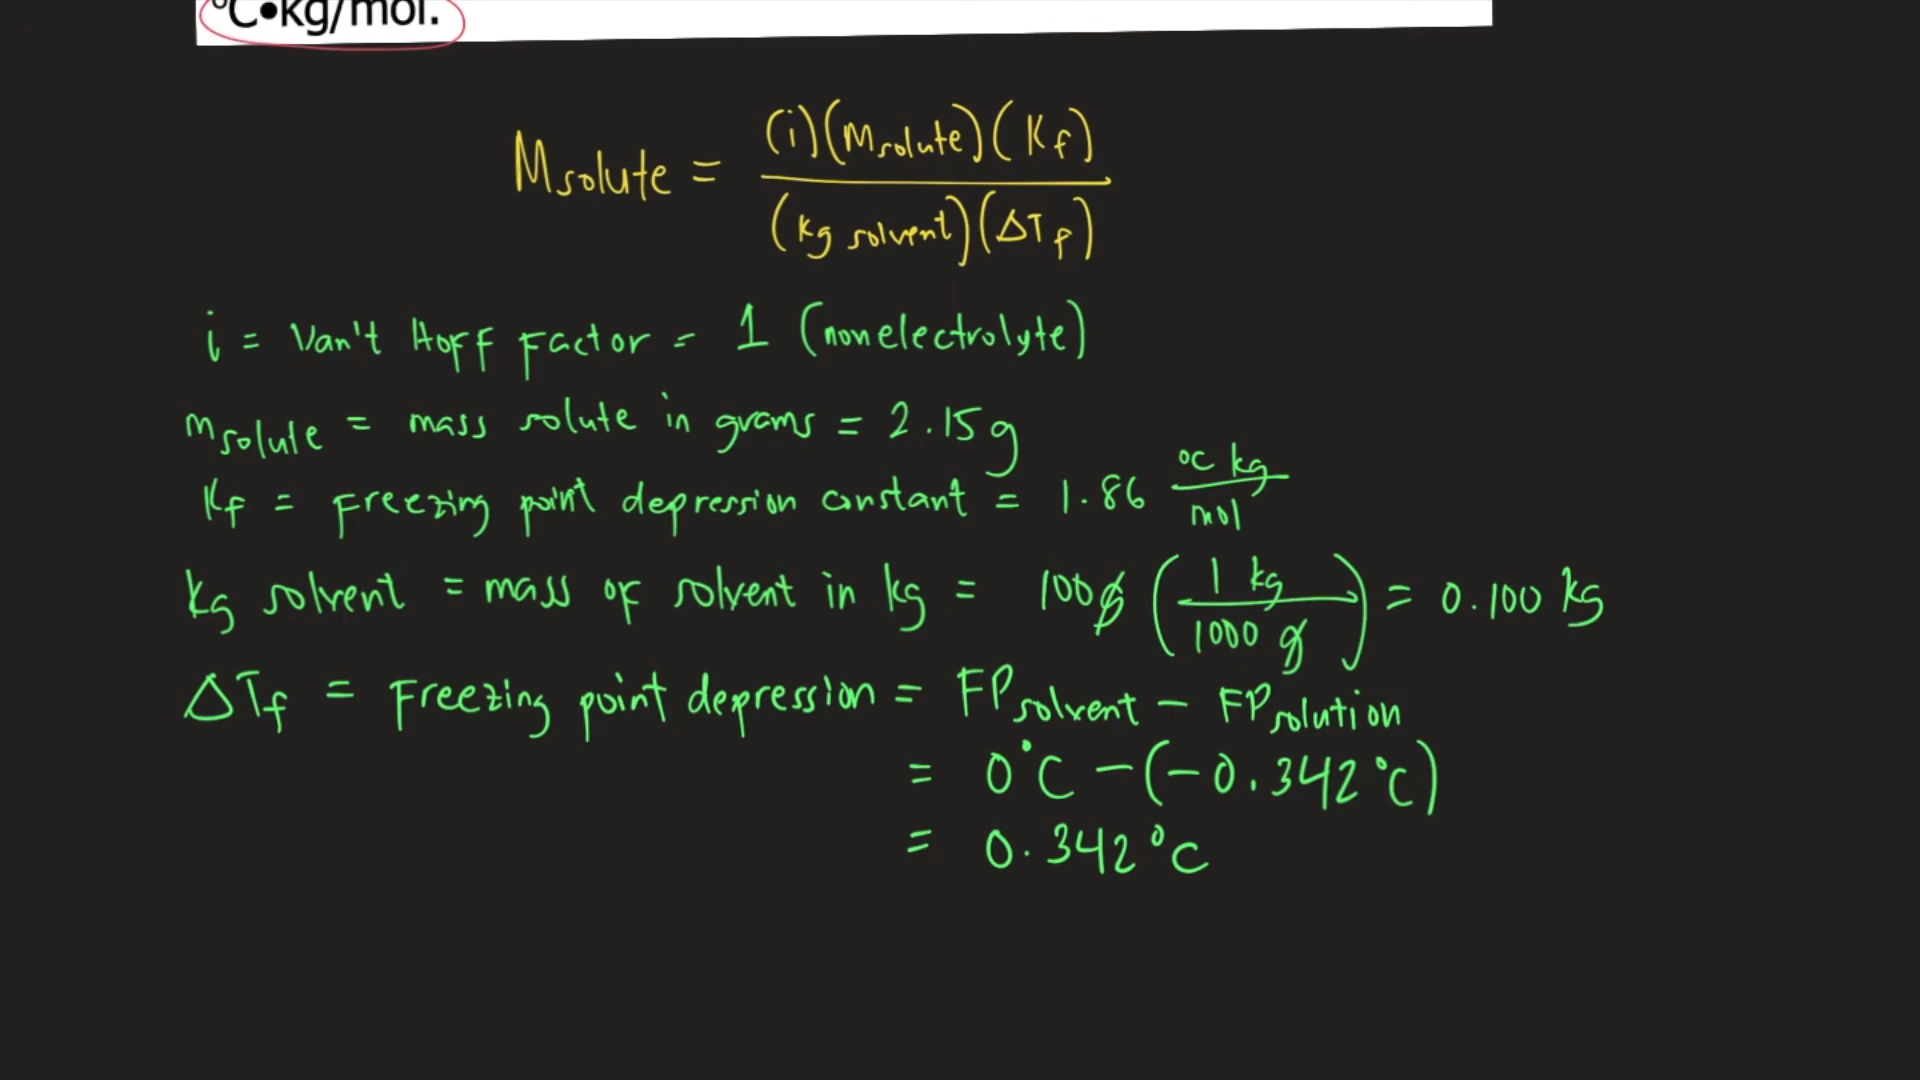 °C•kg/mol.
Msolute = (i)(msolute)(Kf) / (kg solvent)(ΔTf)
i = Van't Hoff Factor = 1 (nonelectrolyte)
msolute = mass solute in grams = 2.15 g
Kf = Freezing point depression constant = 1.86 °C kg / mol
kg solvent = mass of solvent in kg = 100g (1 kg / 1000 g) = 0.100 kg
ΔTf = Freezing point depression = FPsolvent - FPsolution
= 0°C - (-0.342°C)
= 0.342°C